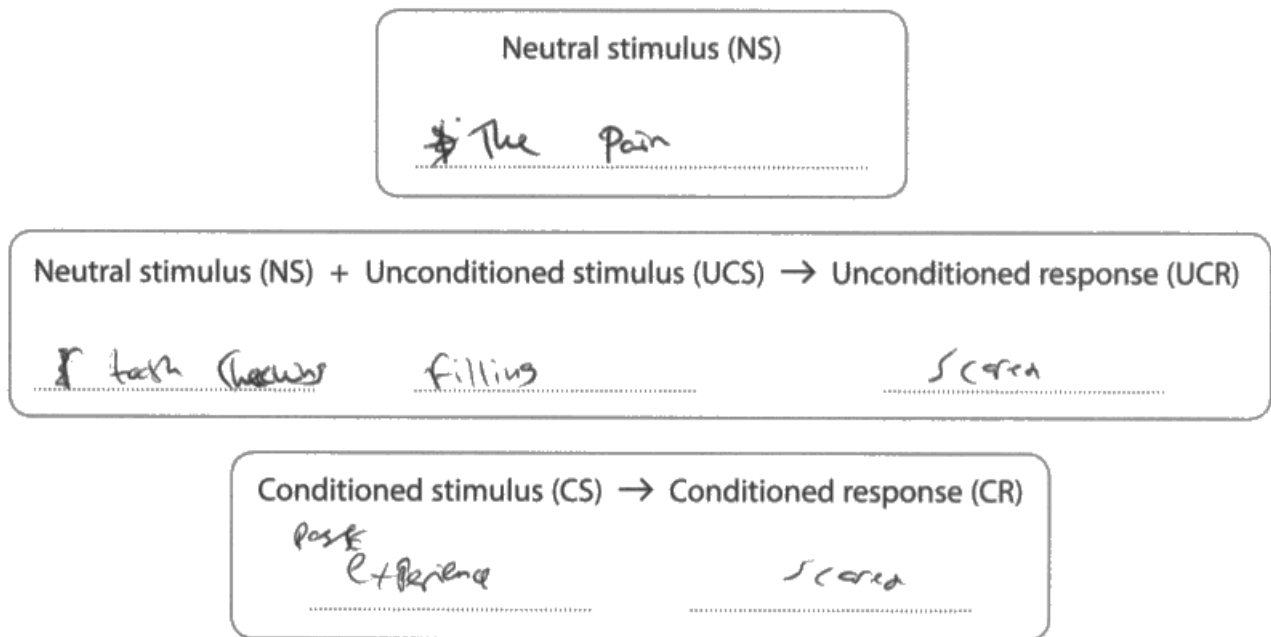 Neutral stimulus (NS)
The Pain
Neutral stimulus (NS) + Unconditioned stimulus (UCS) → Unconditioned response (UCR)
filling scared
Conditioned stimulus (CS) → Conditioned response (CR)
past
experience scared